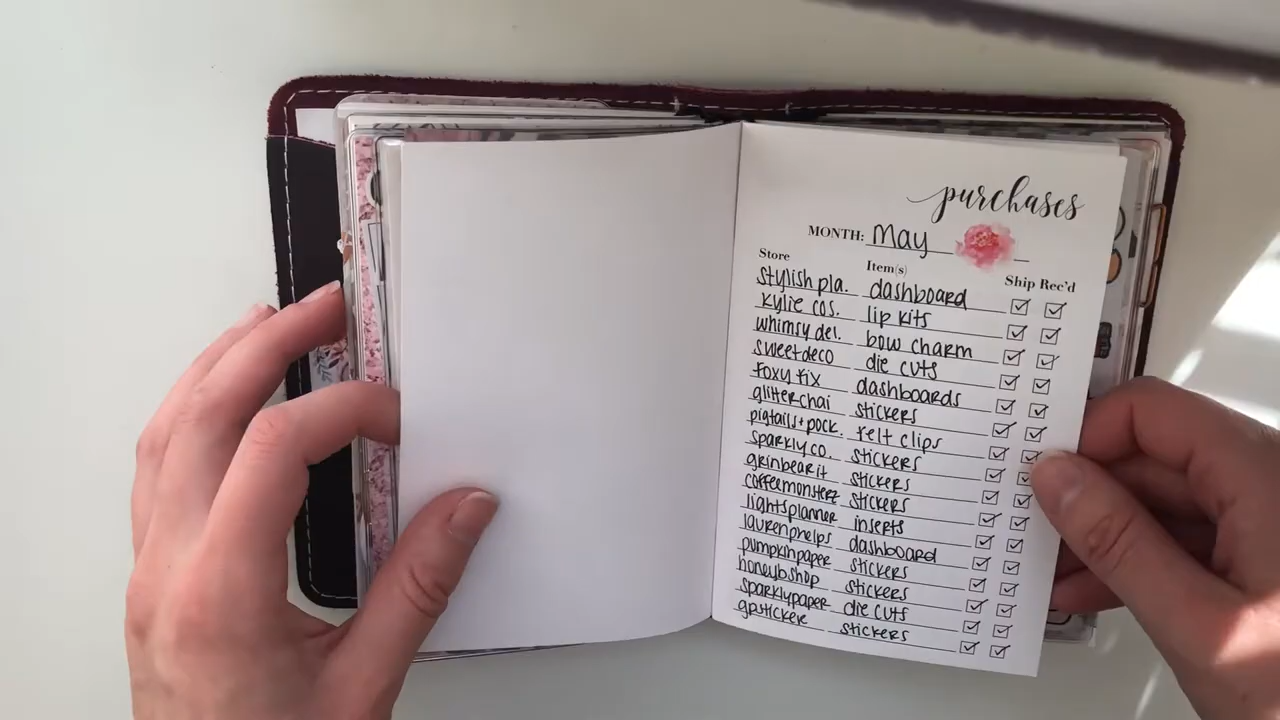 purchases
MONTH: May
Store Item(s) Ship Rec'd
stylish pla. dashboard
kylie cos. lip kits
whimsy del. bow charm
sweetdeco die cuts
foxy fix dashboards
glitterchai stickers
pigtails+pock. felt clips
sparkly co. stickers
grinbearit stickers
coffeemonsterz stickers
lightsplanner inserts
laurenphelps dashboard
pumpkinpaper stickers
honeybshop stickers
sparklypaper die cuts
gpsticker stickers